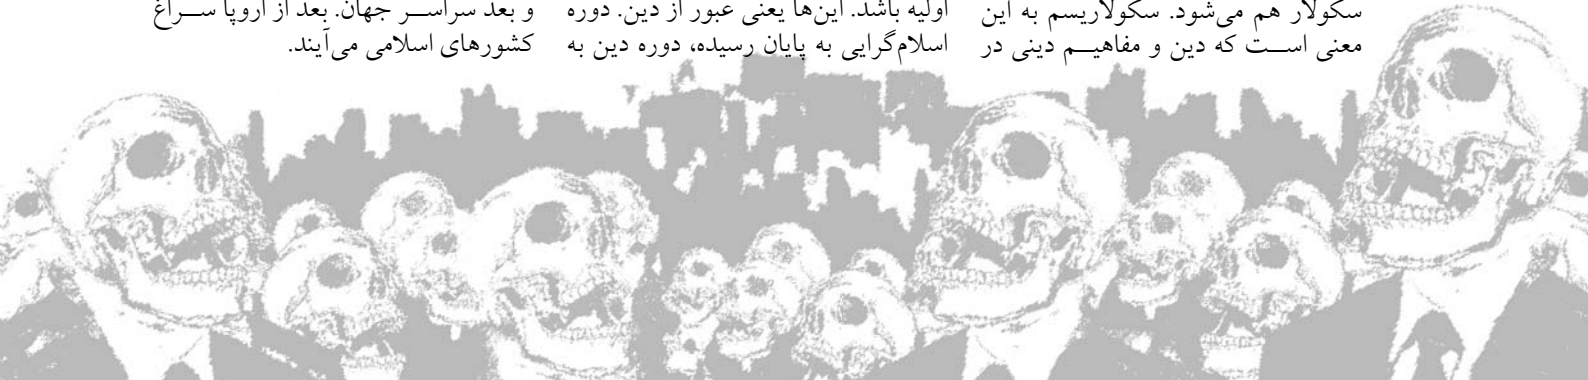 سکولار هم می‌شود. سکولاریسم به این
معنی است که دین و مفاهیم دینی در
اولیه باشد. این‌ها یعنی عبور از دین. دوره
اسلام‌گرایی به پایان رسیده، دوره دین به
و بعد سراسر جهان. بعد از اروپا سراغ
کشورهای اسلامی می‌آیند.